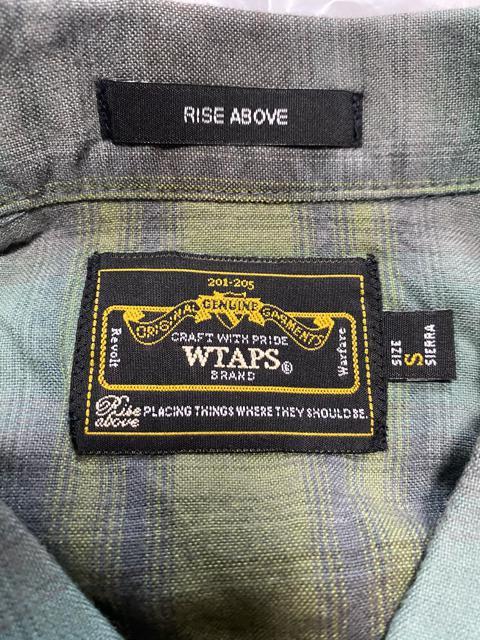 RISE ABOVE
201-205
ORIGINAL GENUINE GARMENTS
CRAFT WITH PRIDE
WTAPS®
BRAND
Revolt
Warfare
Rise above
PLACING THINGS WHERE THEY SHOULD BE.
SIZE
S
SIERRA